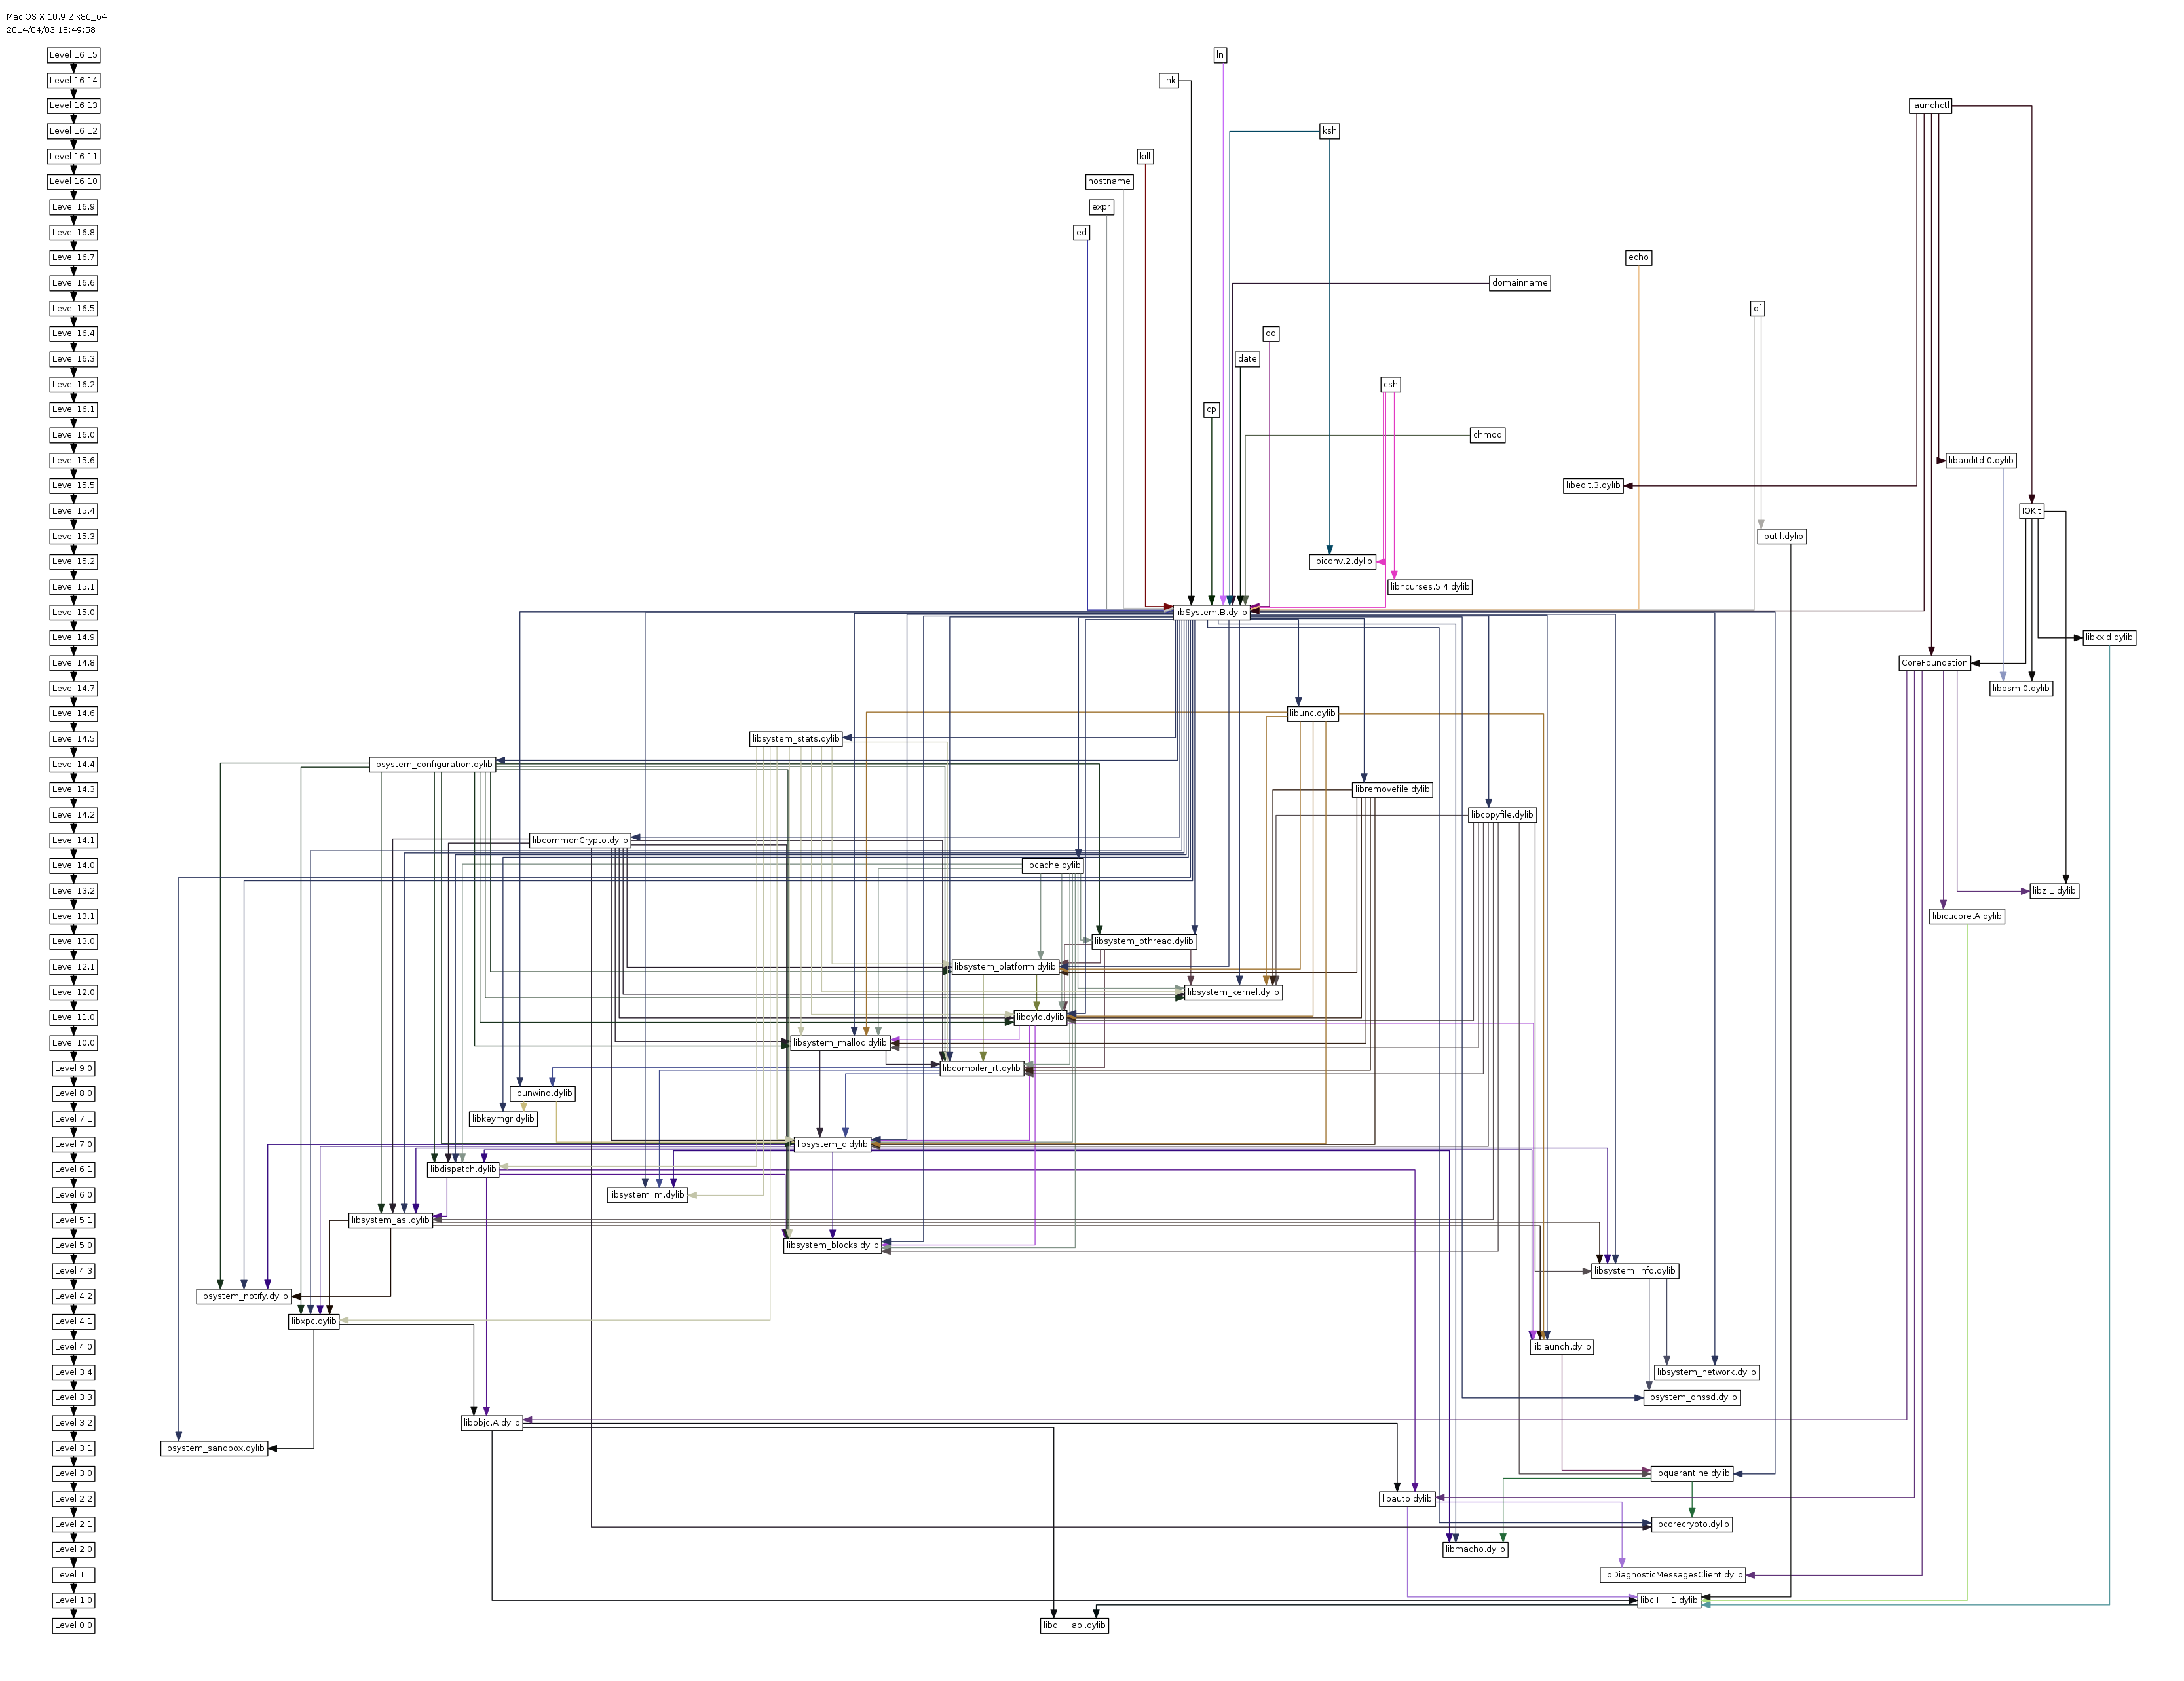 Mac OS X 10.9.2 x86_64
2014/04/03 18:49:58
Level 16.15
ln
Level 16.14
link
Level 16.13
launchctl
Level 16.12
ksh
Level 16.11
kill
Level 16.10
hostname
Level 16.9
expr
Level 16.8
ed
Level 16.7
echo
Level 16.6
domainname
Level 16.5
df
Level 16.4
dd
Level 16.3
date
Level 16.2
csh
Level 16.1
cp
Level 16.0
chmod
Level 15.6
libauditd.0.dylib
Level 15.5
libedit.3.dylib
Level 15.4
IOKit
Level 15.3
libutil.dylib
Level 15.2
libiconv.2.dylib
Level 15.1
libncurses.5.4.dylib
Level 15.0
libSystem.B.dylib
Level 14.9
libkxld.dylib
Level 14.8
CoreFoundation
Level 14.7
libbsm.0.dylib
Level 14.6
libunc.dylib
Level 14.5
libsystem_stats.dylib
Level 14.4
libsystem_configuration.dylib
Level 14.3
libremovefile.dylib
Level 14.2
libcopyfile.dylib
Level 14.1
libcommonCrypto.dylib
Level 14.0
libcache.dylib
Level 13.2
libz.1.dylib
Level 13.1
libicucore.A.dylib
Level 13.0
libsystem_pthread.dylib
Level 12.1
libsystem_platform.dylib
Level 12.0
libsystem_kernel.dylib
Level 11.0
libdyld.dylib
Level 10.0
libsystem_malloc.dylib
Level 9.0
libcompiler_rt.dylib
Level 8.0
libunwind.dylib
Level 7.1
libkeymgr.dylib
Level 7.0
libsystem_c.dylib
Level 6.1
libdispatch.dylib
Level 6.0
libsystem_m.dylib
Level 5.1
libsystem_asl.dylib
Level 5.0
libsystem_blocks.dylib
Level 4.3
libsystem_info.dylib
Level 4.2
libsystem_notify.dylib
Level 4.1
libxpc.dylib
Level 4.0
liblaunch.dylib
Level 3.4
libsystem_network.dylib
Level 3.3
libsystem_dnssd.dylib
Level 3.2
libobjc.A.dylib
Level 3.1
libsystem_sandbox.dylib
Level 3.0
libquarantine.dylib
Level 2.2
libauto.dylib
Level 2.1
libcorecrypto.dylib
Level 2.0
libmacho.dylib
Level 1.1
libDiagnosticMessagesClient.dylib
Level 1.0
libc++.1.dylib
Level 0.0
libc++abi.dylib